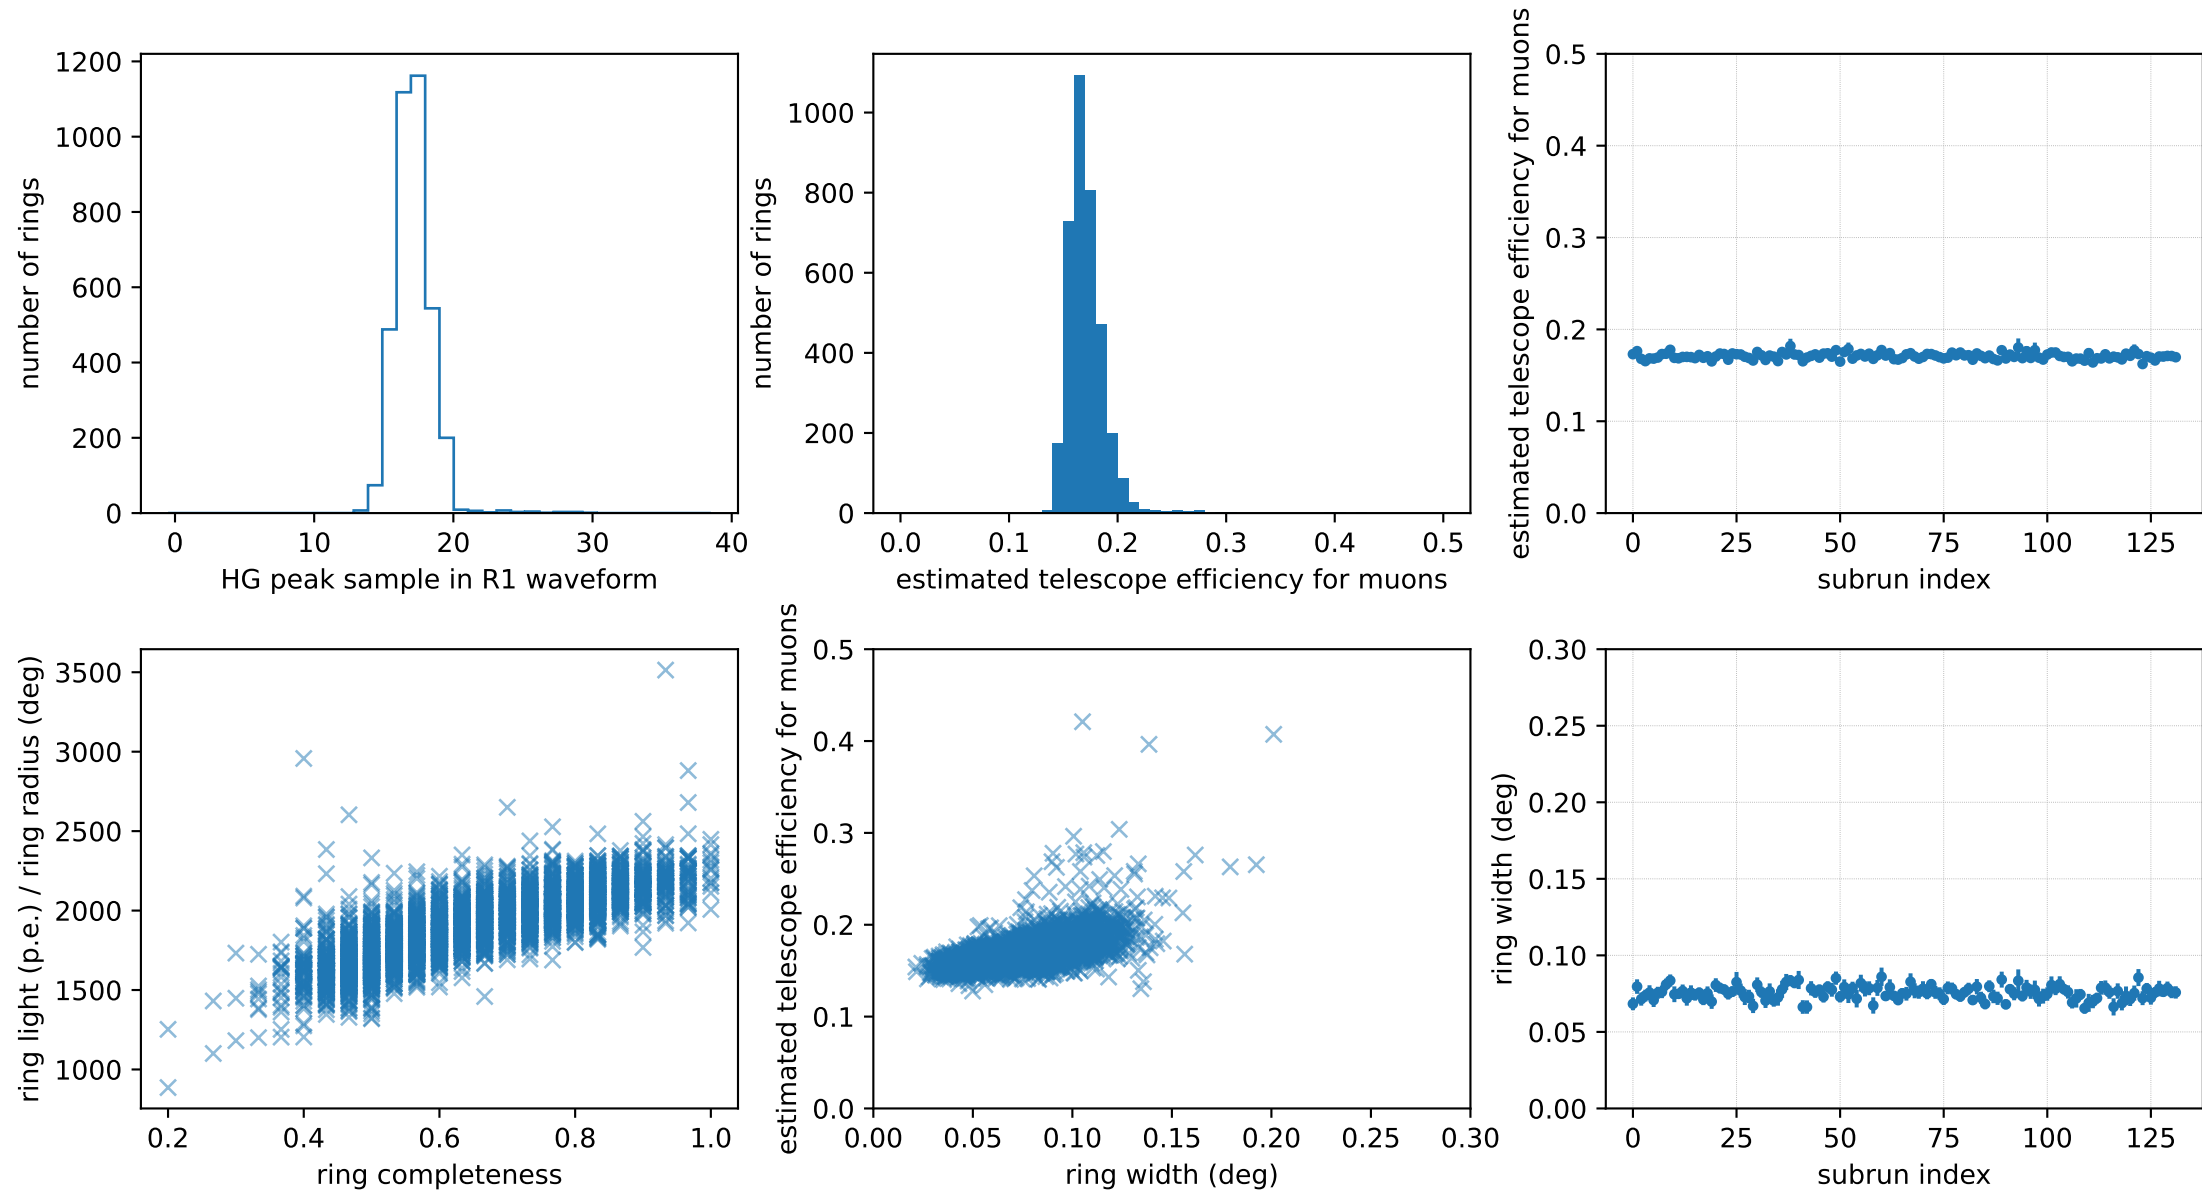 number of rings
1200
1000
800
600
400
200
0
0 10 20 30 40
HG peak sample in R1 waveform
number of rings
1000
800
600
400
200
0
0.0 0.1 0.2 0.3 0.4 0.5
estimated telescope efficiency for muons
estimated telescope efficiency for muons
0.5
0.4
0.3
0.2
0.1
0.0
0 25 50 75 100 125
subrun index
ring light (p.e.) / ring radius (deg)
3500
3000
2500
2000
1500
1000
0.2 0.4 0.6 0.8 1.0
ring completeness
estimated telescope efficiency for muons
0.5
0.4
0.3
0.2
0.1
0.0
0.00 0.05 0.10 0.15 0.20 0.25 0.30
ring width (deg)
ring width (deg)
0.30
0.25
0.20
0.15
0.10
0.05
0.00
0 25 50 75 100 125
subrun index